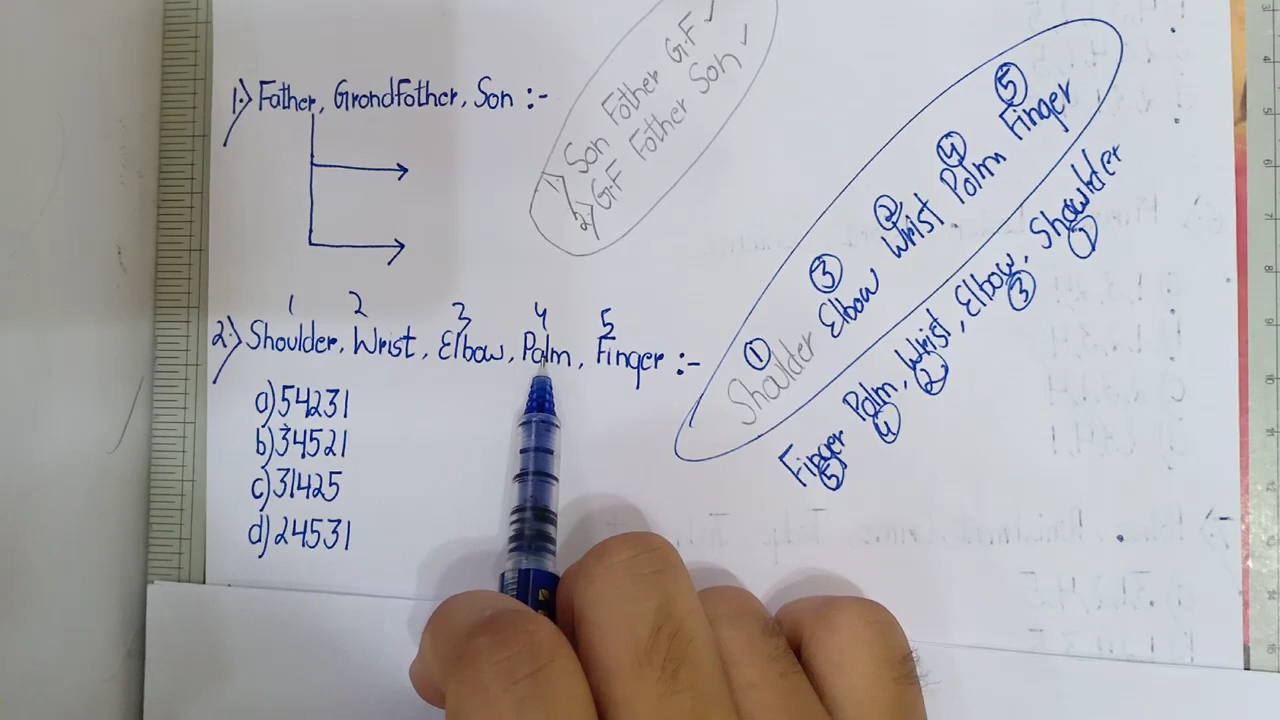 1.) Father, Grandfather, Son :-
1) Son Father G.F ✓
2) G.F Father Son ✓
1 2 3 4 5
2.) Shoulder, Wrist, Elbow, Palm, Finger :-
a) 54231
b) 34521
c) 31425
d) 24531
1 3 2 4 5
Shoulder Elbow Wrist Palm Finger
Finger Palm, Wrist, Elbow, Shoulder
5 4 2 3 1